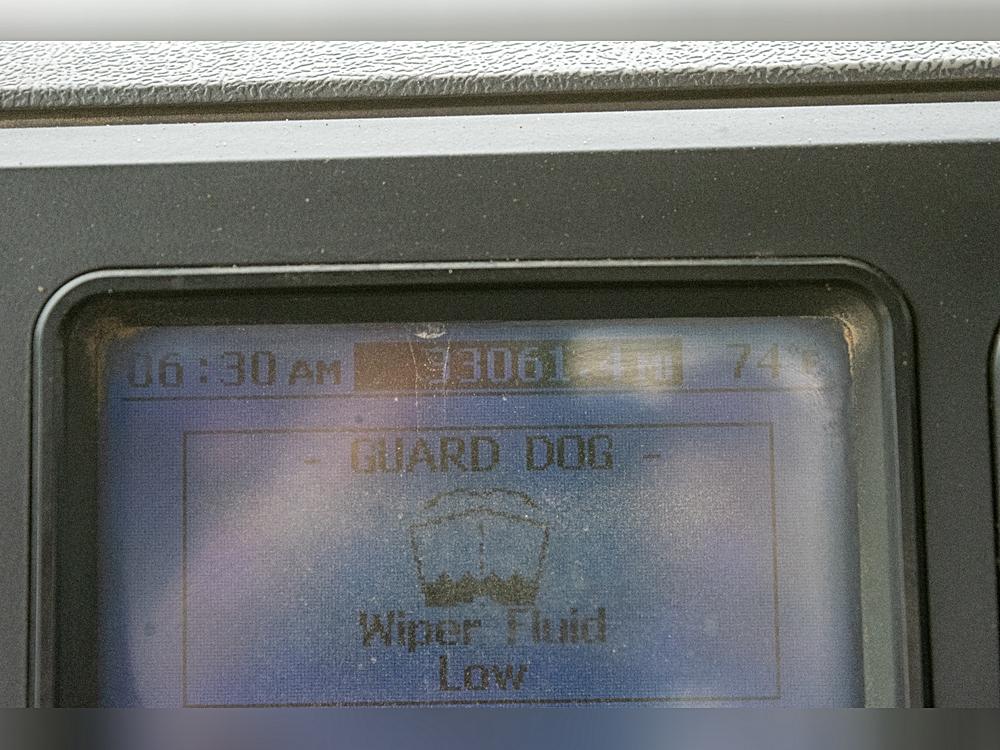 06:30 AM 74°F
- GUARD DOG -
Wiper Fluid
Low